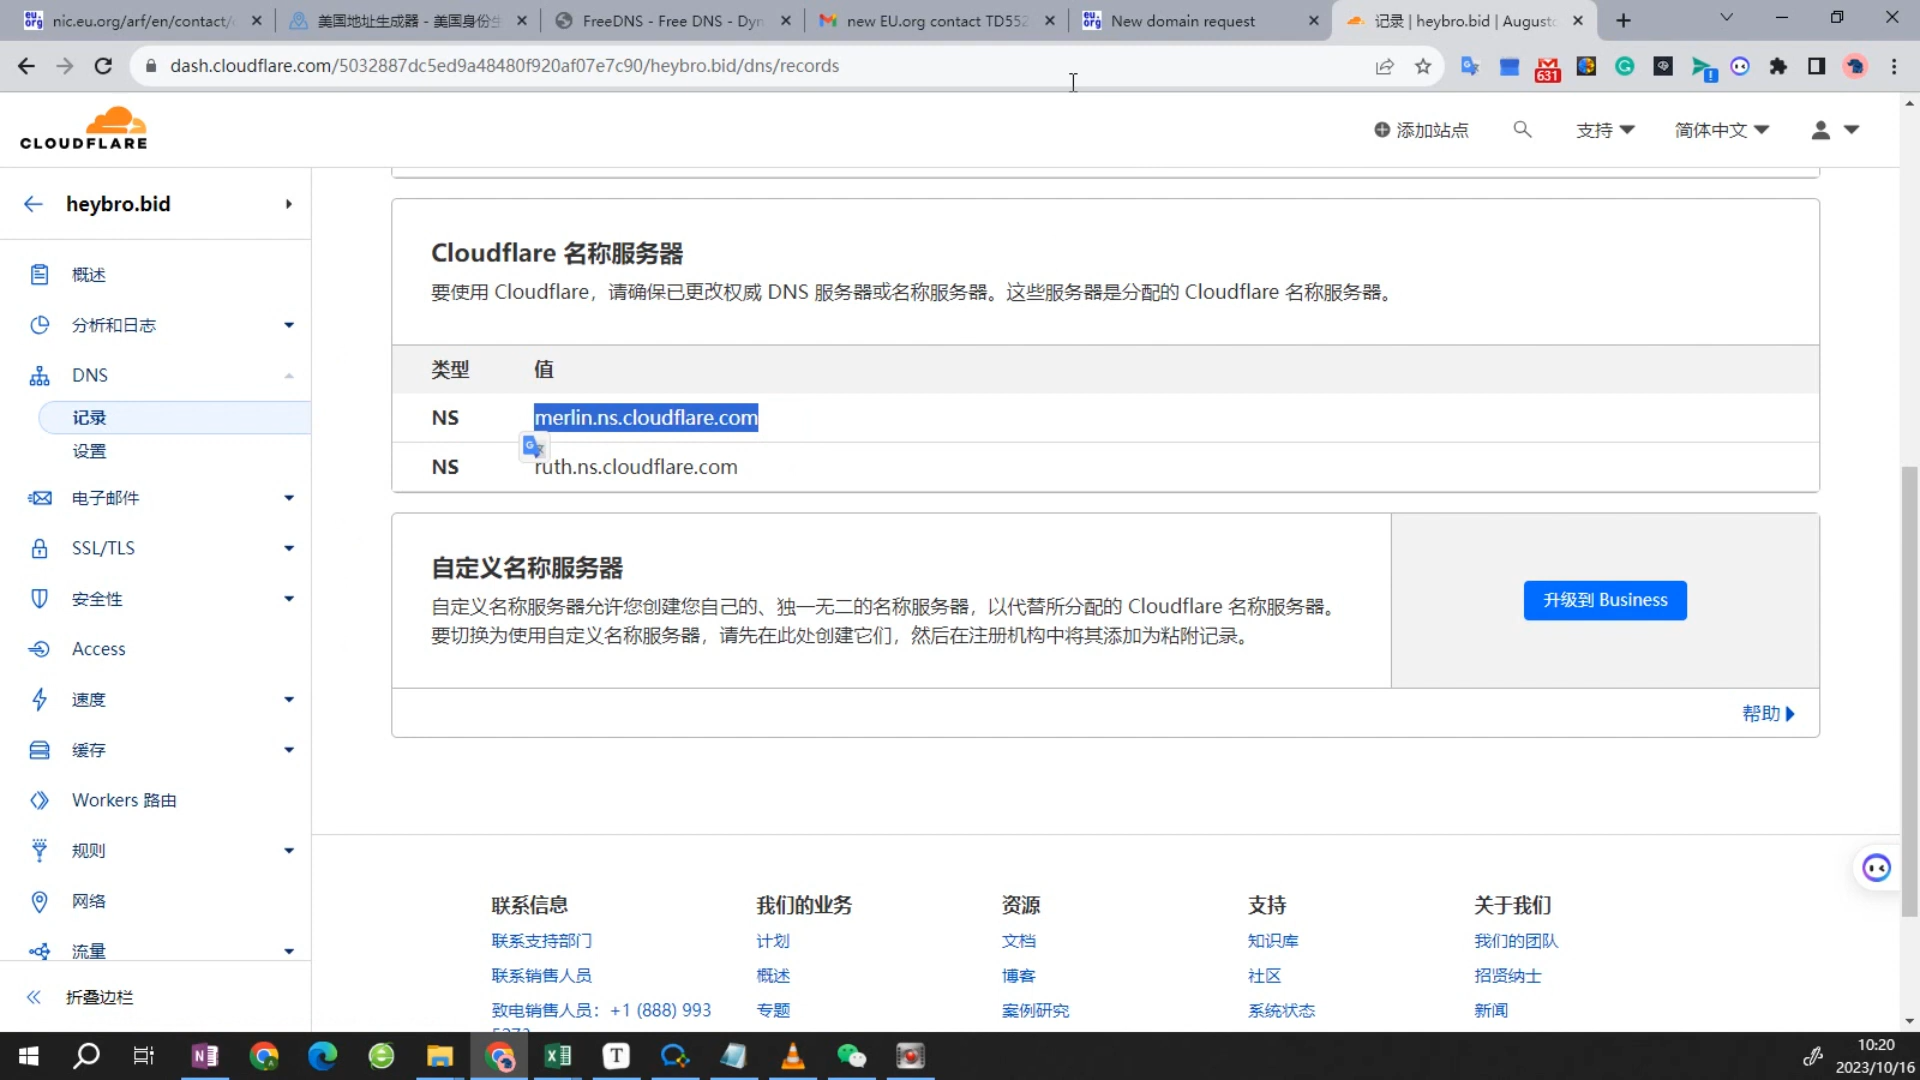 nic.eu.org/arf/en/contact/
美国地址生成器 - 美国身份生
FreeDNS - Free DNS - Dyn
new EU.org contact TD552
New domain request
记录 | heybro.bid | Augusto
dash.cloudflare.com/5032887dc5ed9a48480f920af07e7c90/heybro.bid/dns/records
631
CLOUDFLARE
添加站点
支持
简体中文
heybro.bid
概述
分析和日志
DNS
记录
设置
电子邮件
SSL/TLS
安全性
Access
速度
缓存
Workers 路由
规则
网络
流量
折叠边栏
Cloudflare 名称服务器
要使用 Cloudflare，请确保已更改权威 DNS 服务器或名称服务器。这些服务器是分配的 Cloudflare 名称服务器。
类型 值
NS merlin.ns.cloudflare.com
NS ruth.ns.cloudflare.com
自定义名称服务器
自定义名称服务器允许您创建您自己的、独一无二的名称服务器，以代替所分配的 Cloudflare 名称服务器。
要切换为使用自定义名称服务器，请先在此处创建它们，然后在注册机构中将其添加为粘附记录。
升级到 Business
帮助
联系信息
联系支持部门
联系销售人员
致电销售人员：+1 (888) 993
我们的业务
计划
概述
专题
资源
文档
博客
案例研究
支持
知识库
社区
系统状态
关于我们
我们的团队
招贤纳士
新闻
10:20
2023/10/16